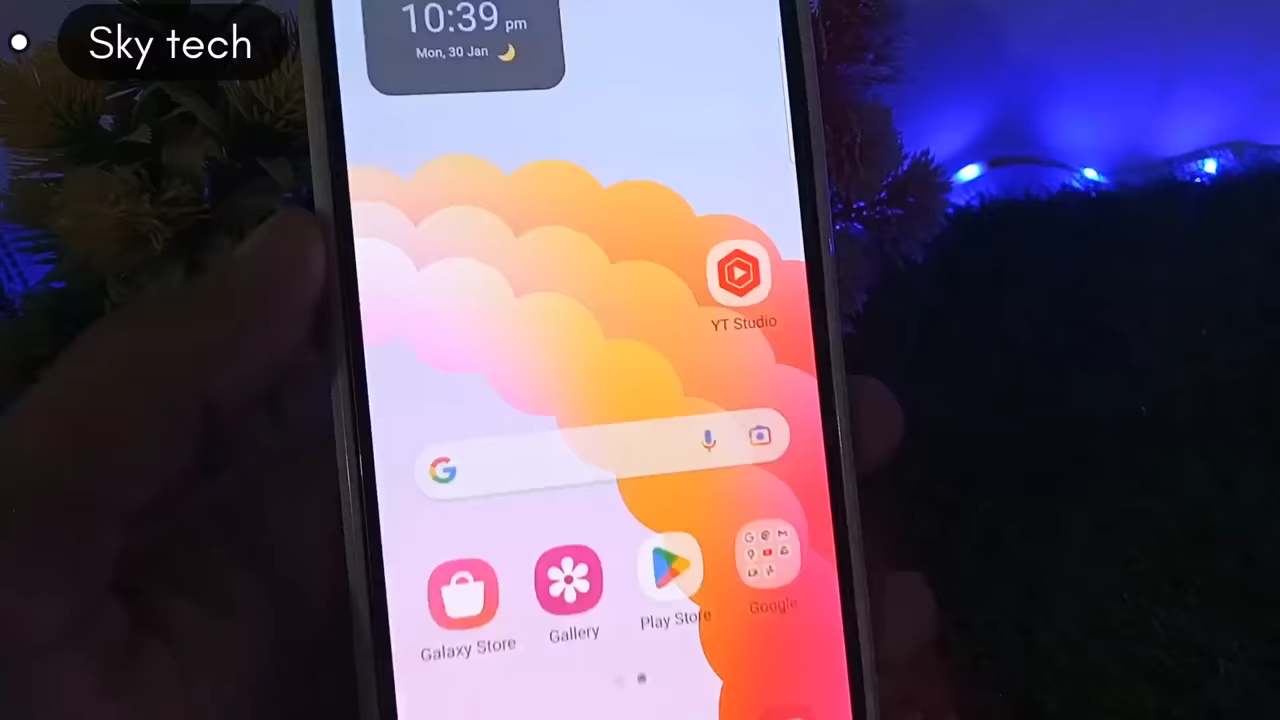 Sky tech
10:39 pm
Mon, 30 Jan
YT Studio
Galaxy Store
Gallery
Play Store
Google